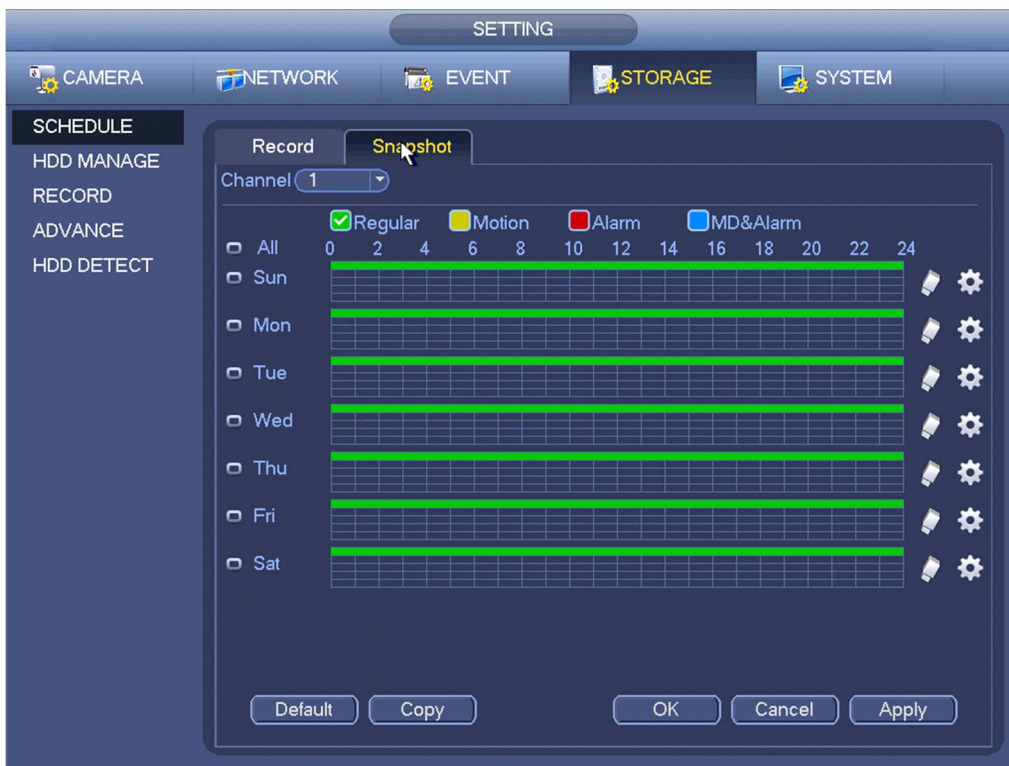 SETTING
CAMERA NETWORK EVENT STORAGE SYSTEM
SCHEDULE
HDD MANAGE
RECORD
ADVANCE
HDD DETECT
Record Snapshot
Channel 1
Regular Motion Alarm MD&Alarm
All 0 2 4 6 8 10 12 14 16 18 20 22 24
Sun
Mon
Tue
Wed
Thu
Fri
Sat
Default Copy OK Cancel Apply